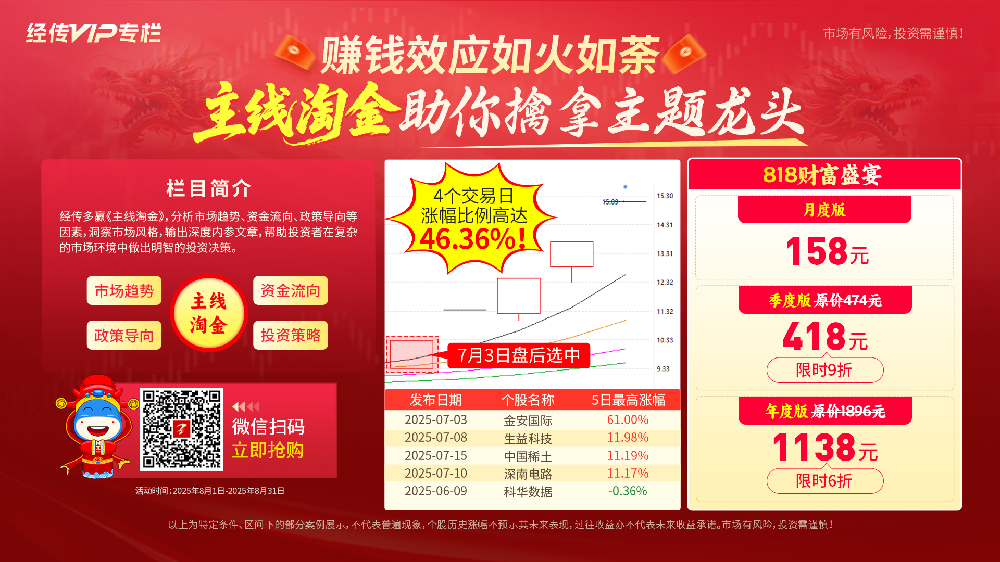 经传VIP专栏
市场有风险，投资需谨慎！
赚钱效应如火如荼
主线淘金助你擒拿主题龙头
栏目简介
经传多赢《主线淘金》，分析市场趋势、资金流向、政策导向等
因素，洞察市场风格，输出深度内参文章，帮助投资者在复杂
的市场环境中做出明智的投资决策。
市场趋势
资金流向
主线
淘金
政策导向
投资策略
微信扫码
立即抢购
活动时间：2025年8月1日-2025年8月31日
4个交易日
涨幅比例高达
46.36%！
15.09
15.30
14.31
13.31
12.32
11.32
10.33
9.33
7月3日盘后选中
发布日期 个股名称 5日最高涨幅
2025-07-03 金安国际 61.00%
2025-07-08 生益科技 11.98%
2025-07-15 中国稀土 11.19%
2025-07-10 深南电路 11.17%
2025-06-09 科华数据 -0.36%
818财富盛宴
月度版
158元
季度版 原价474元
418元
限时9折
年度版 原价1896元
1138元
限时6折
以上为特定条件、区间下的部分案例展示，不代表普遍现象，个股历史涨幅不预示其未来表现，过往收益亦不代表未来收益承诺。市场有风险，投资需谨慎！